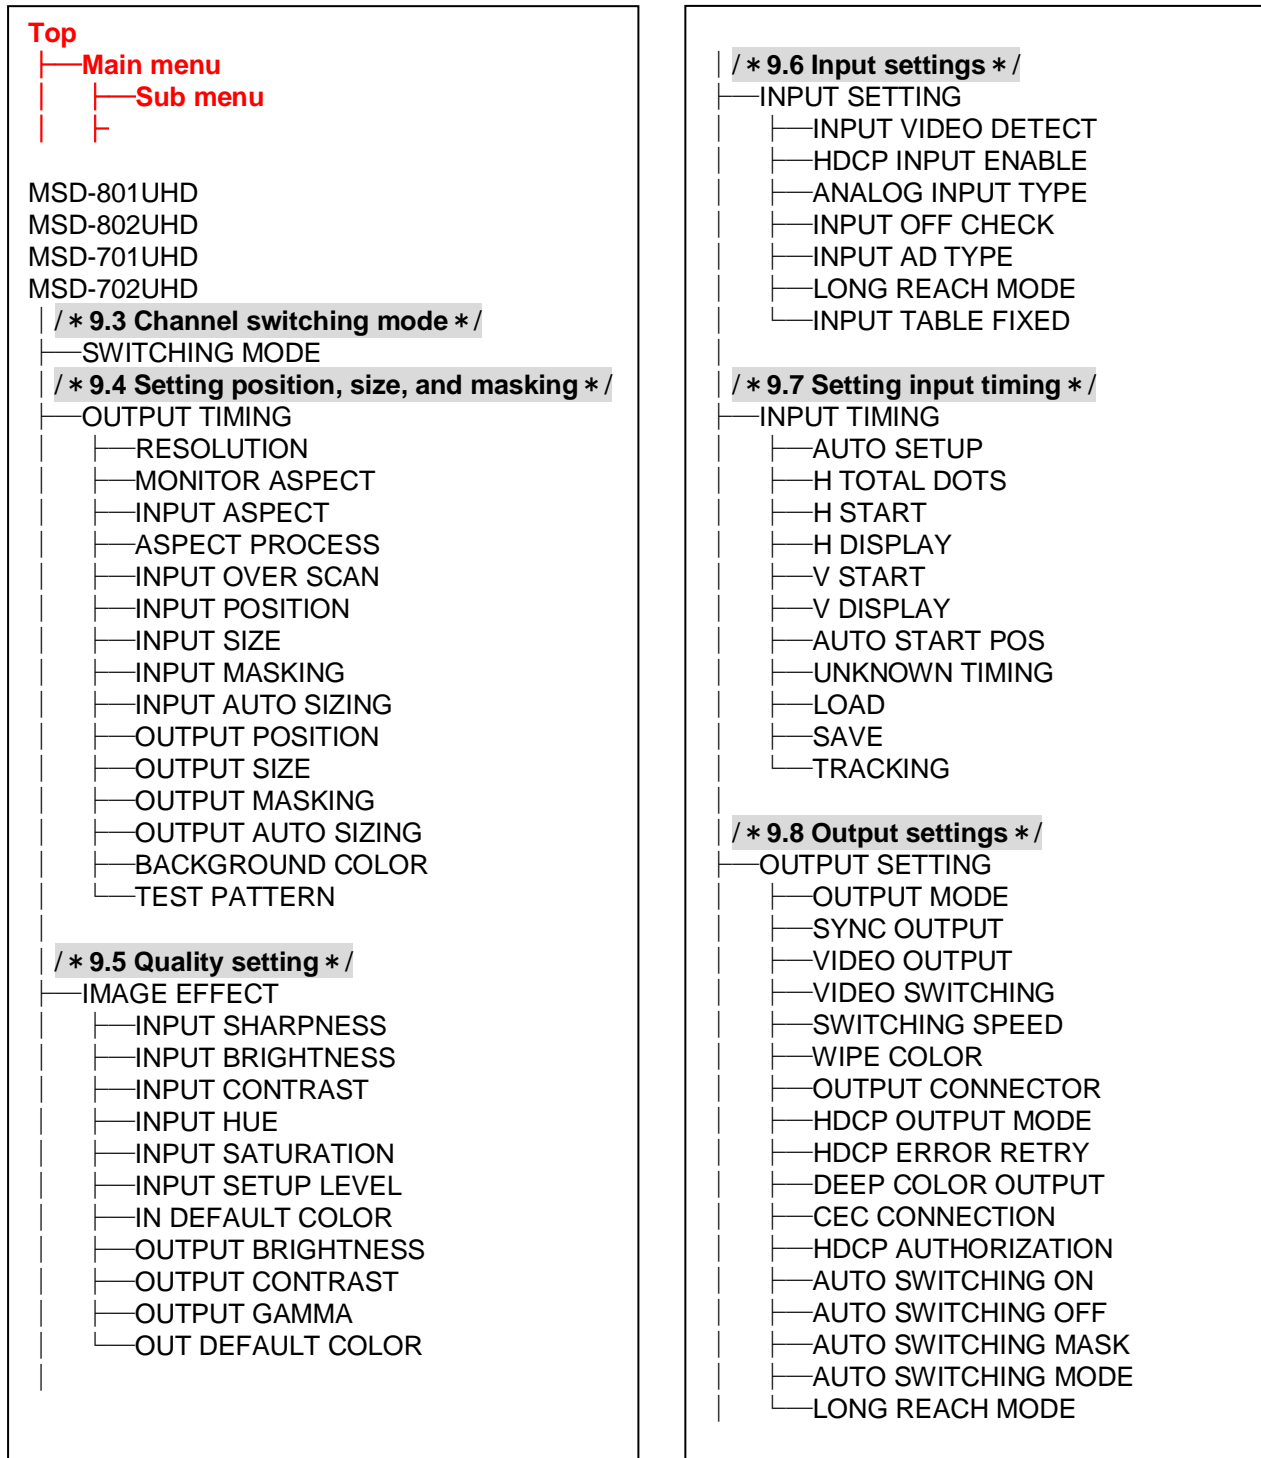 Top
Main menu
Sub menu
MSD-801UHD
MSD-802UHD
MSD-701UHD
MSD-702UHD
/＊9.3 Channel switching mode＊/
SWITCHING MODE
/＊9.4 Setting position, size, and masking＊/
OUTPUT TIMING
RESOLUTION
MONITOR ASPECT
INPUT ASPECT
ASPECT PROCESS
INPUT OVER SCAN
INPUT POSITION
INPUT SIZE
INPUT MASKING
INPUT AUTO SIZING
OUTPUT POSITION
OUTPUT SIZE
OUTPUT MASKING
OUTPUT AUTO SIZING
BACKGROUND COLOR
TEST PATTERN
/＊9.5 Quality setting＊/
IMAGE EFFECT
INPUT SHARPNESS
INPUT BRIGHTNESS
INPUT CONTRAST
INPUT HUE
INPUT SATURATION
INPUT SETUP LEVEL
IN DEFAULT COLOR
OUTPUT BRIGHTNESS
OUTPUT CONTRAST
OUTPUT GAMMA
OUT DEFAULT COLOR
/＊9.6 Input settings＊/
INPUT SETTING
INPUT VIDEO DETECT
HDCP INPUT ENABLE
ANALOG INPUT TYPE
INPUT OFF CHECK
INPUT AD TYPE
LONG REACH MODE
INPUT TABLE FIXED
/＊9.7 Setting input timing＊/
INPUT TIMING
AUTO SETUP
H TOTAL DOTS
H START
H DISPLAY
V START
V DISPLAY
AUTO START POS
UNKNOWN TIMING
LOAD
SAVE
TRACKING
/＊9.8 Output settings＊/
OUTPUT SETTING
OUTPUT MODE
SYNC OUTPUT
VIDEO OUTPUT
VIDEO SWITCHING
SWITCHING SPEED
WIPE COLOR
OUTPUT CONNECTOR
HDCP OUTPUT MODE
HDCP ERROR RETRY
DEEP COLOR OUTPUT
CEC CONNECTION
HDCP AUTHORIZATION
AUTO SWITCHING ON
AUTO SWITCHING OFF
AUTO SWITCHING MASK
AUTO SWITCHING MODE
LONG REACH MODE